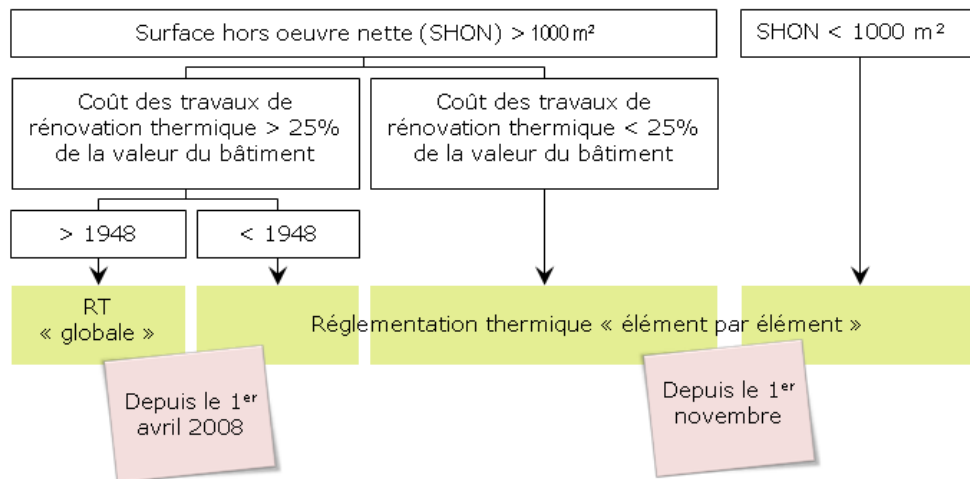 Surface hors oeuvre nette (SHON) > 1000 m²
SHON < 1000 m²
Coût des travaux de
rénovation thermique > 25%
de la valeur du bâtiment
Coût des travaux de
rénovation thermique < 25%
de la valeur du bâtiment
> 1948
< 1948
RT
« globale »
Réglementation thermique « élément par élément »
Depuis le 1er
avril 2008
Depuis le 1er
novembre